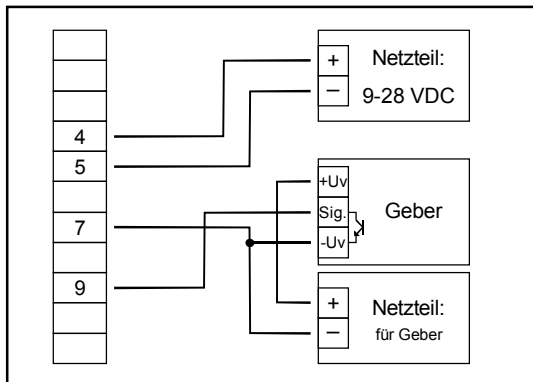 4
5
7
9
+
−
Netzteil:
9-28 VDC
+Uv
Sig.
-Uv
Geber
+
−
Netzteil:
für Geber